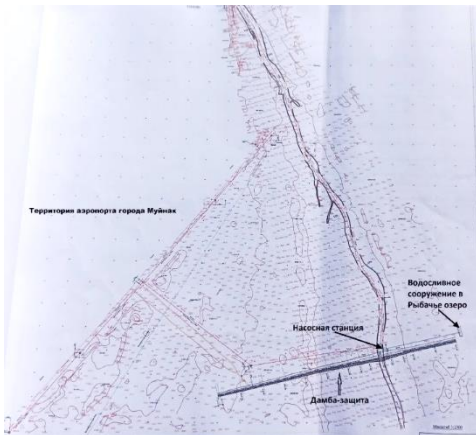 Территория аэропорта города Муйнак
Водосливное
сооружение в
Рыбачье озеро
Насосная станция
Дамба-защита